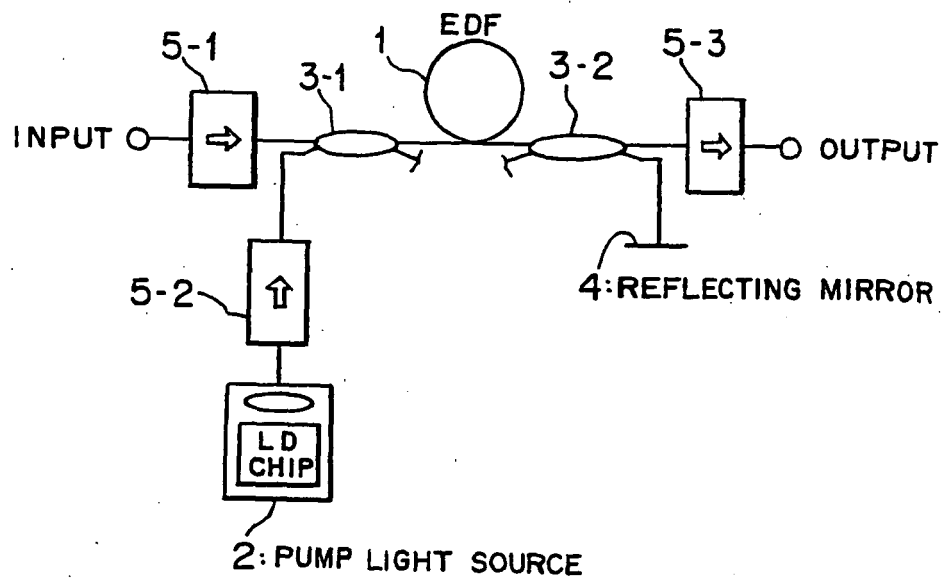 EDF
5-1
1
3-1
3-2
5-3
INPUT
OUTPUT
5-2
4:REFLECTING MIRROR
LD
CHIP
2:PUMP LIGHT SOURCE